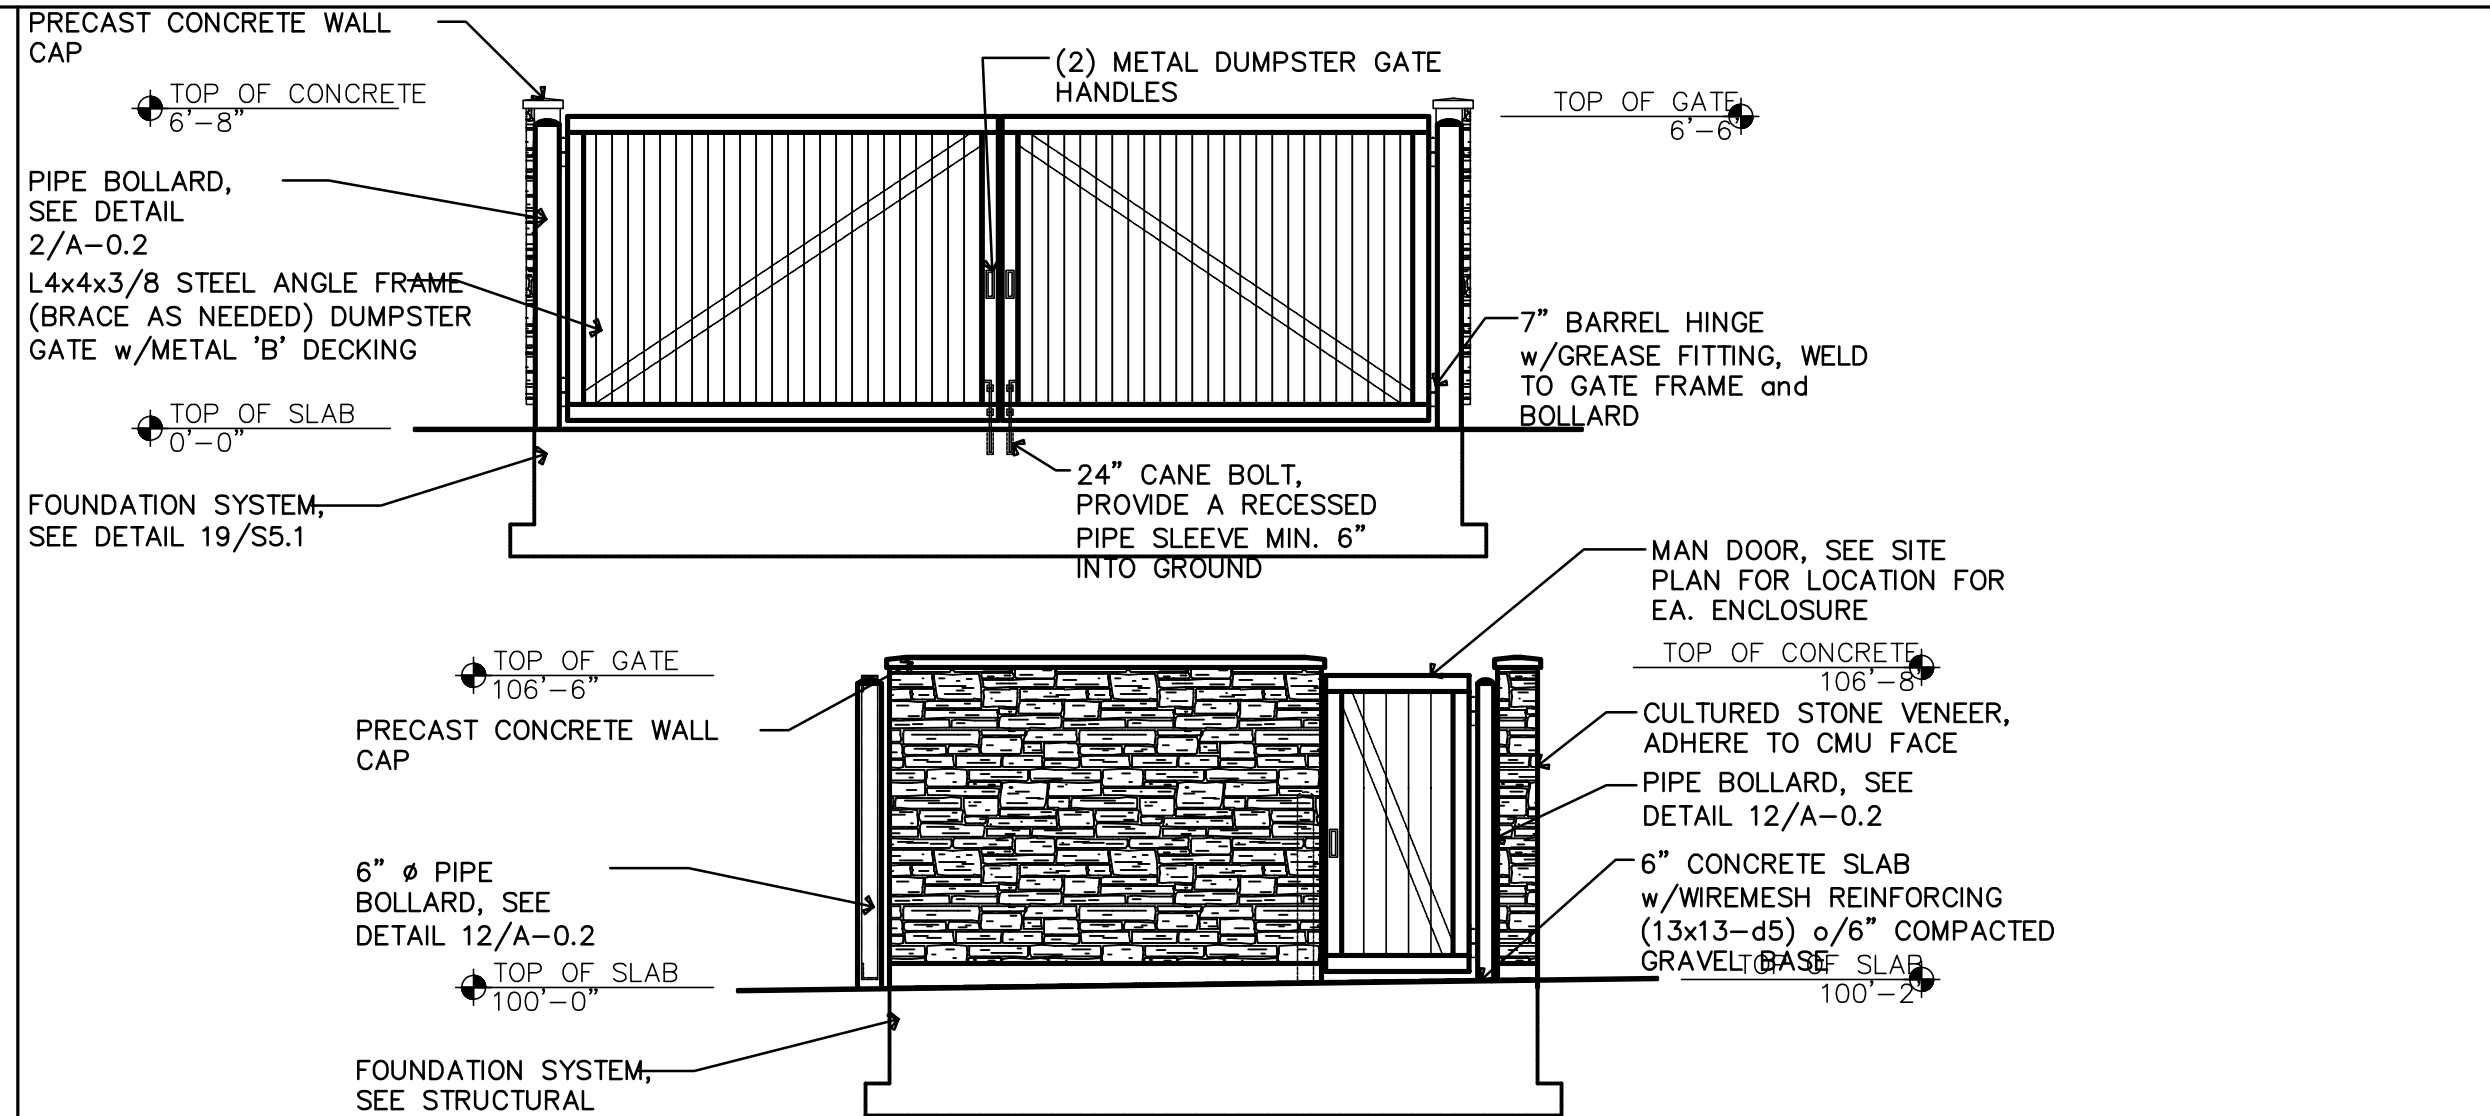 PRECAST CONCRETE WALL
CAP
TOP OF CONCRETE
6'-8"
PIPE BOLLARD,
SEE DETAIL
2/A-0.2
L4x4x3/8 STEEL ANGLE FRAME
(BRACE AS NEEDED) DUMPSTER
GATE w/METAL 'B' DECKING
TOP OF SLAB
0'-0"
FOUNDATION SYSTEM,
SEE DETAIL 19/S5.1
(2) METAL DUMPSTER GATE
HANDLES
TOP OF GATE
6'-6"
7" BARREL HINGE
w/GREASE FITTING, WELD
TO GATE FRAME and
BOLLARD
24" CANE BOLT,
PROVIDE A RECESSED
PIPE SLEEVE MIN. 6"
INTO GROUND
TOP OF GATE
106'-6"
PRECAST CONCRETE WALL
CAP
6" ø PIPE
BOLLARD, SEE
DETAIL 12/A-0.2
TOP OF SLAB
100'-0"
FOUNDATION SYSTEM,
SEE STRUCTURAL
MAN DOOR, SEE SITE
PLAN FOR LOCATION FOR
EA. ENCLOSURE
TOP OF CONCRETE
106'-8"
CULTURED STONE VENEER,
ADHERE TO CMU FACE
PIPE BOLLARD, SEE
DETAIL 12/A-0.2
6" CONCRETE SLAB
w/WIREMESH REINFORCING
(13x13-d5) o/6" COMPACTED
GRAVEL BASE
TOP OF SLAB
100'-2"